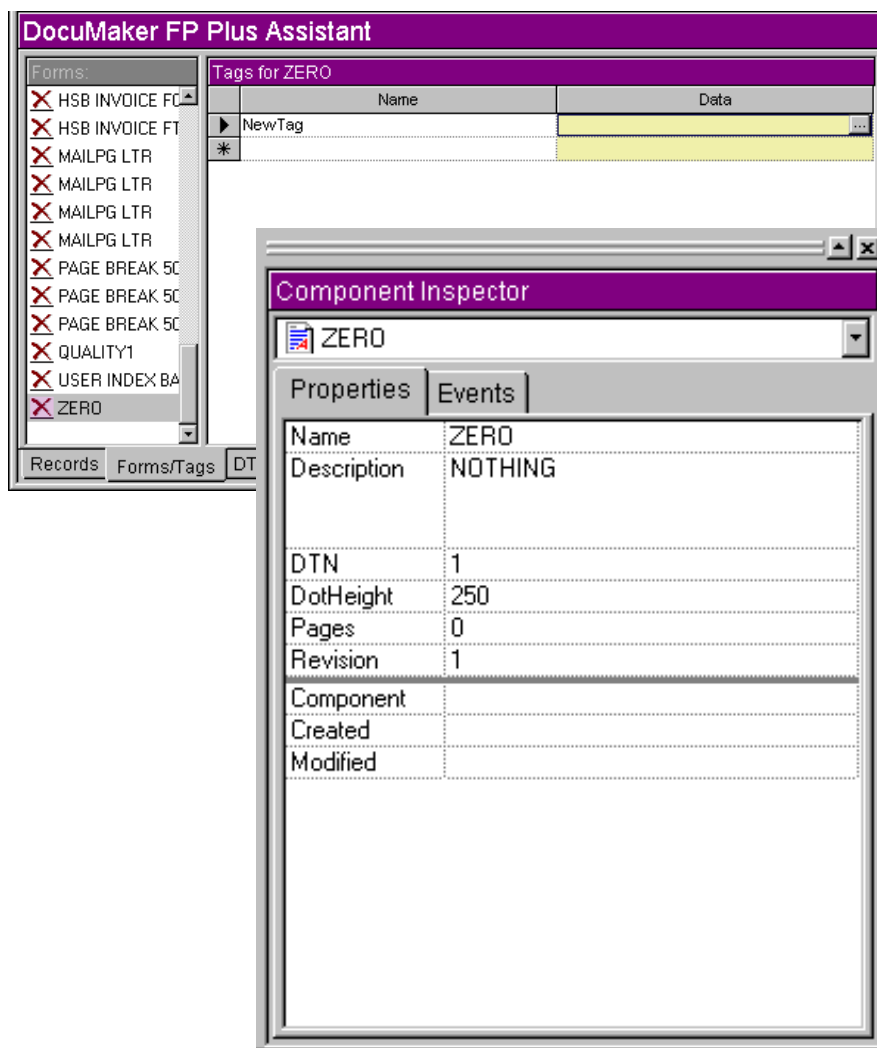 DocuMaker FP Plus Assistant
Forms:
HSB INVOICE FC
HSB INVOICE FT
MAILPG LTR
MAILPG LTR
MAILPG LTR
MAILPG LTR
PAGE BREAK 50
PAGE BREAK 50
PAGE BREAK 50
QUALITY1
USER INDEX BA
ZERO
Tags for ZERO
Name Data
NewTag ...
Records Forms/Tags DT
Component Inspector
ZERO
Properties Events
Name ZERO
Description NOTHING
DTN 1
DotHeight 250
Pages 0
Revision 1
Component
Created
Modified